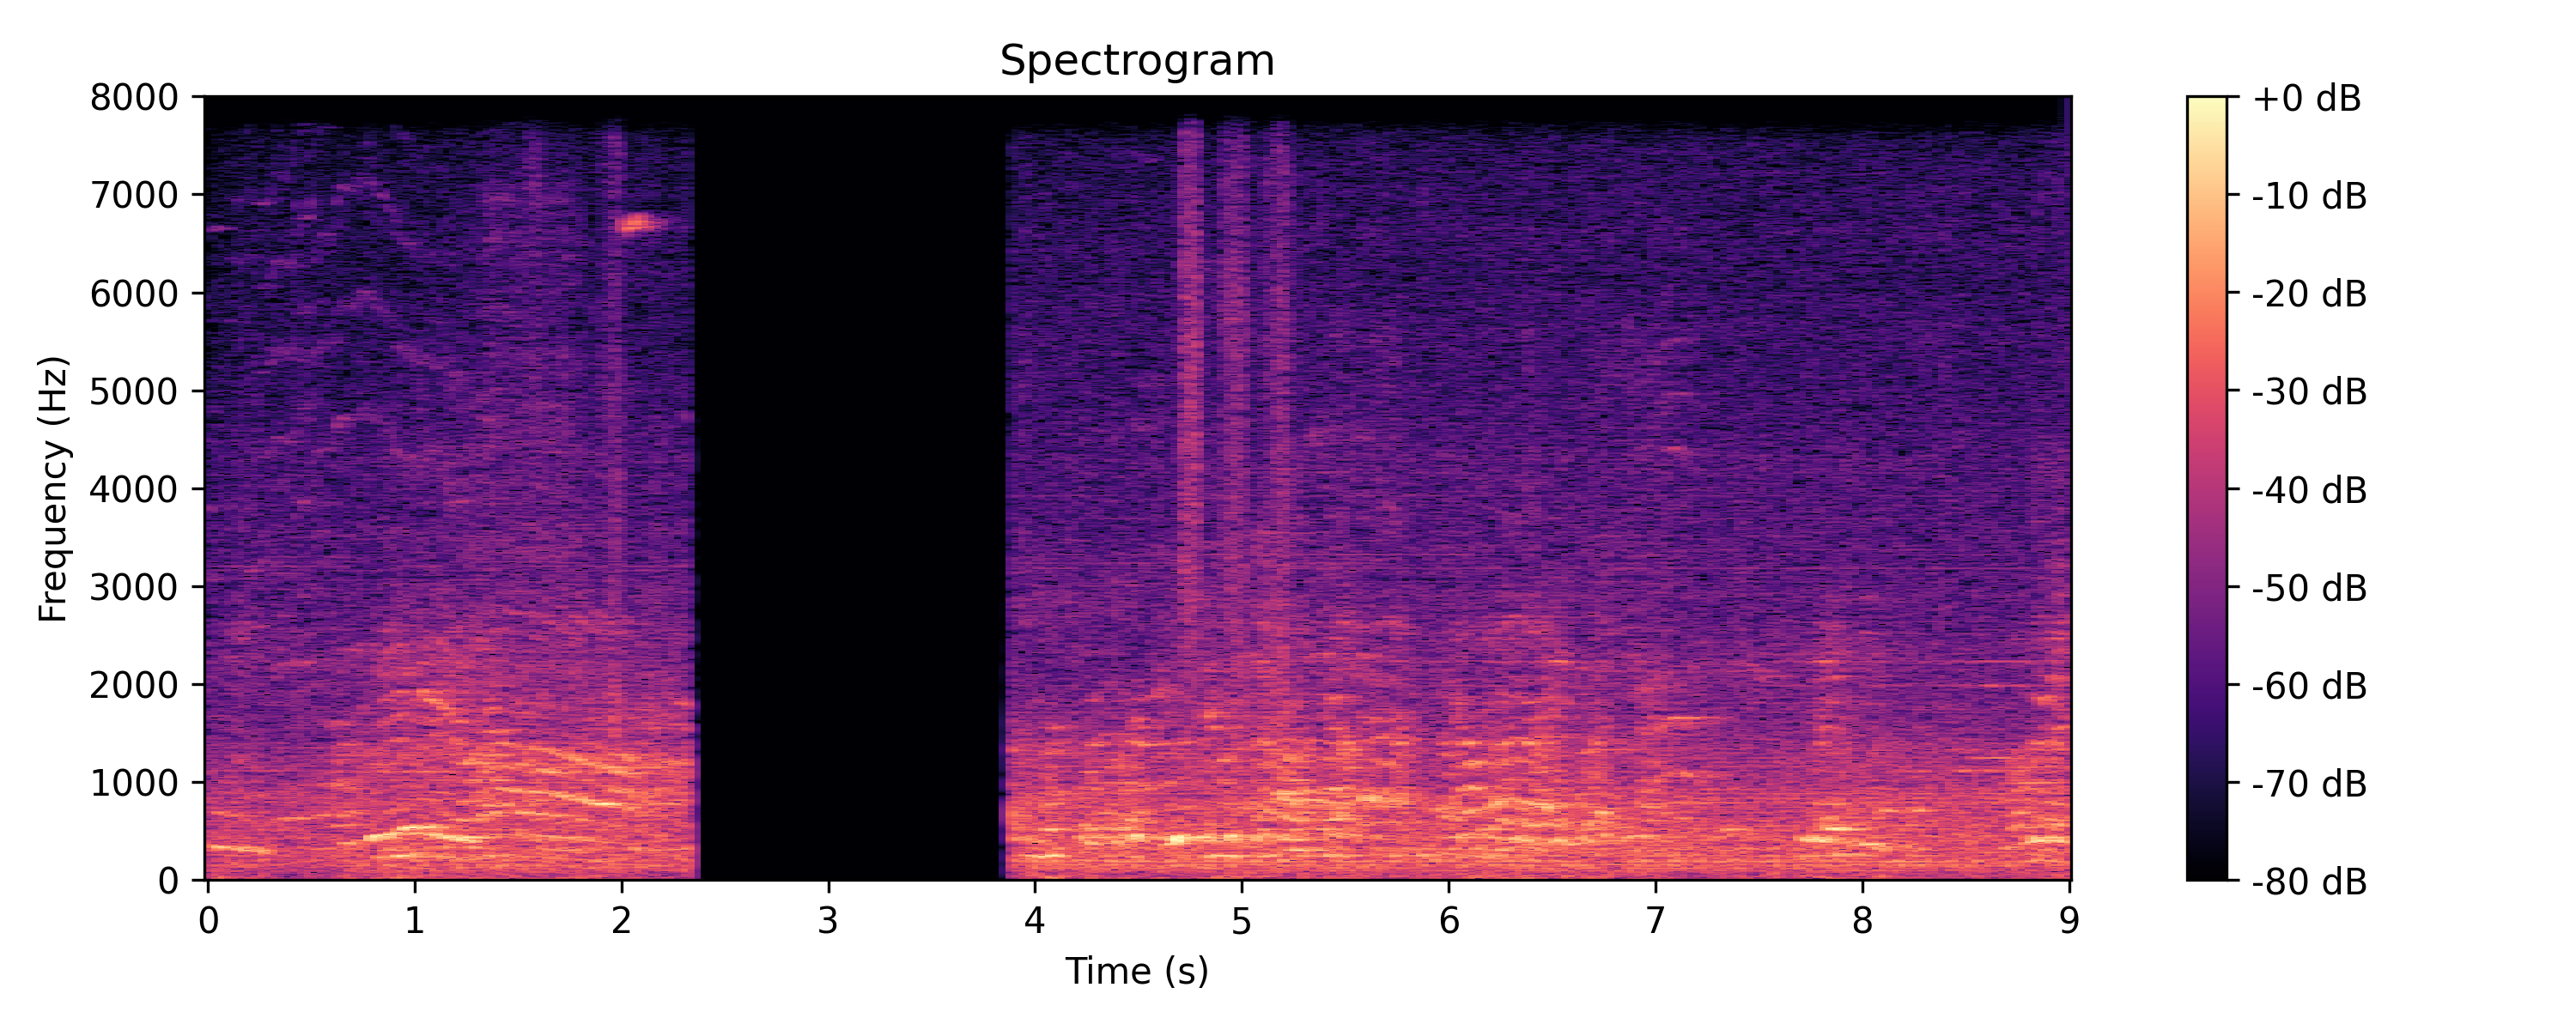 Spectrogram
8000
7000
6000
5000
4000
3000
2000
1000
0
Frequency (Hz)
0 1 2 3 4 5 6 7 8 9
Time (s)
+0 dB
-10 dB
-20 dB
-30 dB
-40 dB
-50 dB
-60 dB
-70 dB
-80 dB